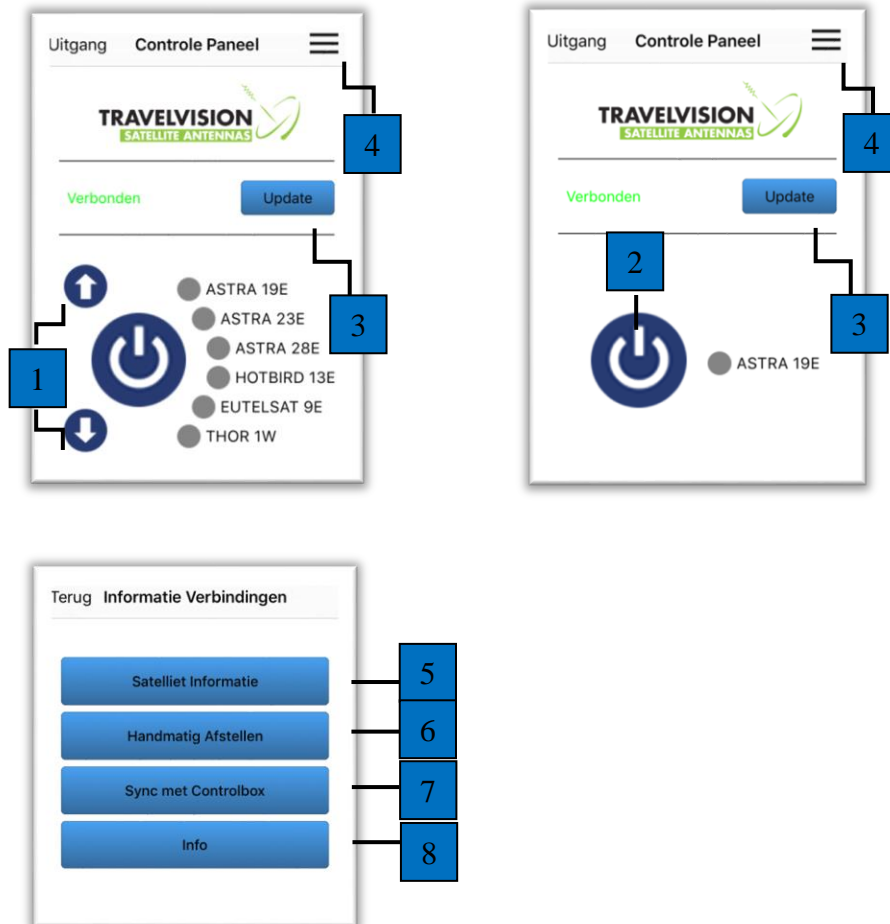 Uitgang Controle Paneel
TRAVELVISION
SATELLITE ANTENNAS
4
Verbonden Update
3
1
ASTRA 19E
ASTRA 23E
ASTRA 28E
HOTBIRD 13E
EUTELSAT 9E
THOR 1W
Uitgang Controle Paneel
TRAVELVISION
SATELLITE ANTENNAS
4
Verbonden Update
2
3
ASTRA 19E
Terug Informatie Verbindingen
Satelliet Informatie 5
Handmatig Afstellen 6
Sync met Controlbox 7
Info 8